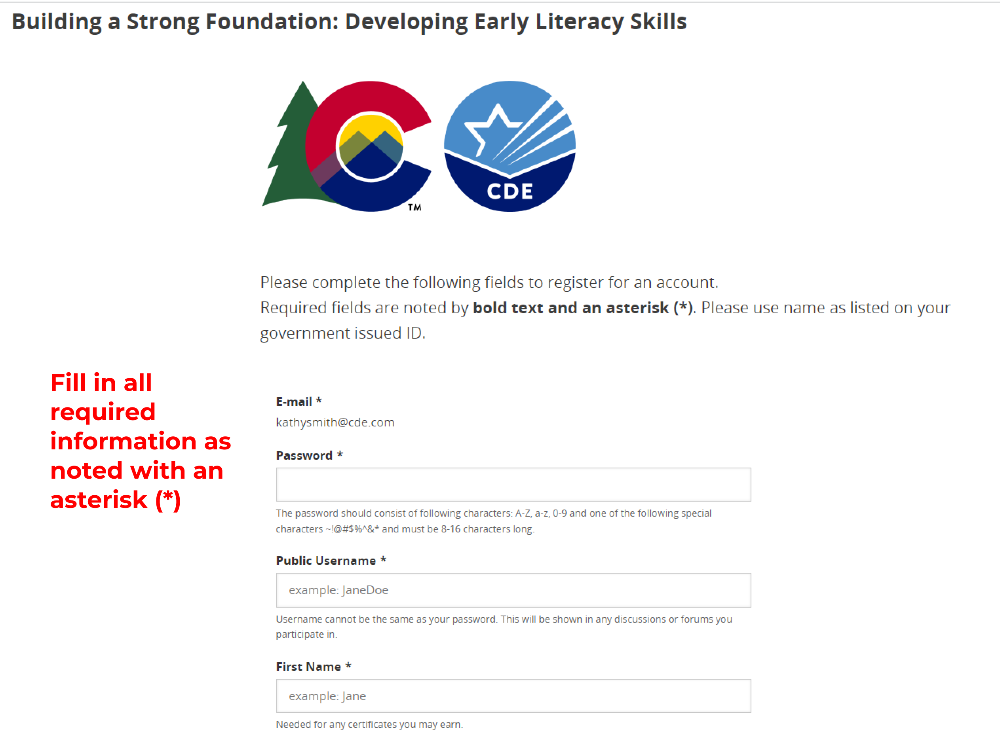 Building a Strong Foundation: Developing Early Literacy Skills
TM
CDE
Please complete the following fields to register for an account.
Required fields are noted by bold text and an asterisk (*). Please use name as listed on your
government issued ID.
Fill in all
required
information as
noted with an
asterisk (*)
E-mail *
kathysmith@cde.com
Password *
The password should consist of following characters: A-Z, a-z, 0-9 and one of the following special
characters ~!@#$%^&* and must be 8-16 characters long.
Public Username *
example: JaneDoe
Username cannot be the same as your password. This will be shown in any discussions or forums you
participate in.
First Name *
example: Jane
Needed for any certificates you may earn.